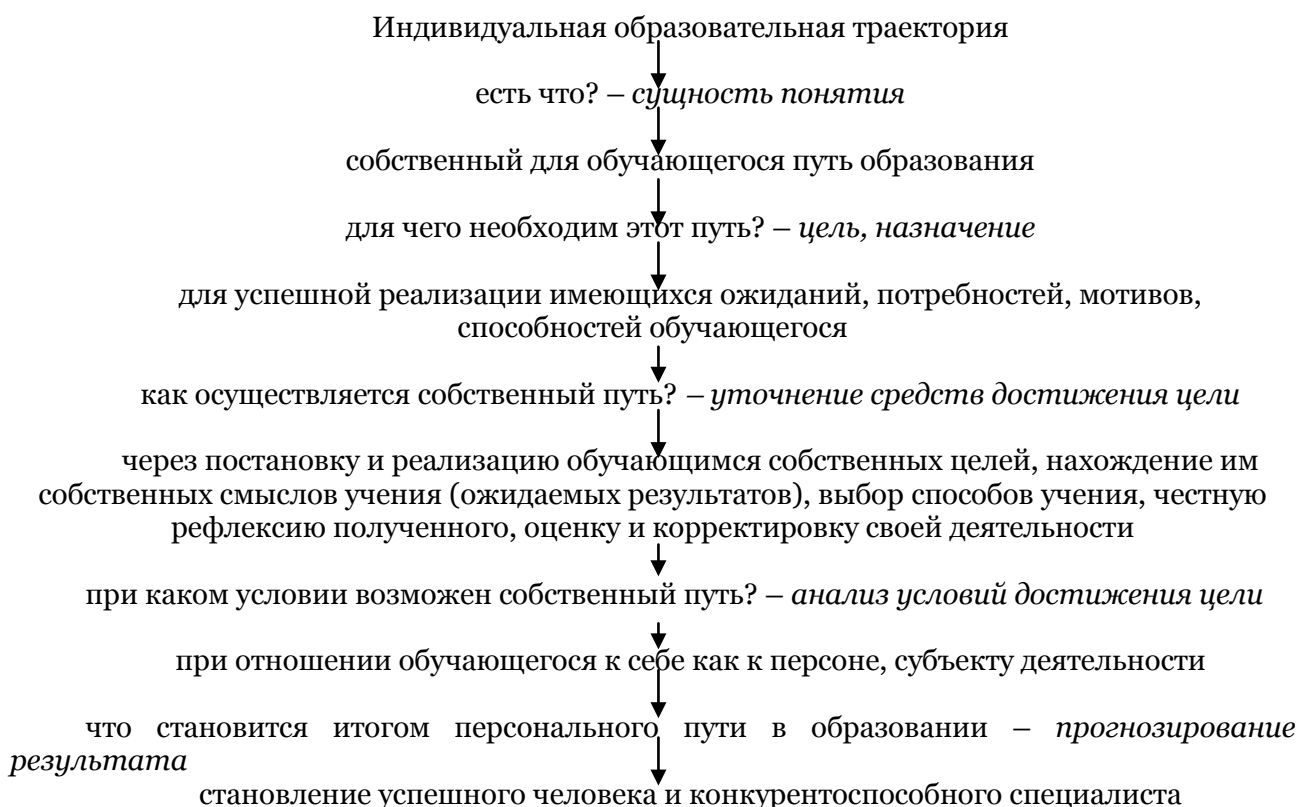 Индивидуальная образовательная траектория
есть что? – сущность понятия
собственный для обучающегося путь образования
для чего необходим этот путь? – цель, назначение
для успешной реализации имеющихся ожиданий, потребностей, мотивов,
способностей обучающегося
как осуществляется собственный путь? – уточнение средств достижения цели
через постановку и реализацию обучающимся собственных целей, нахождение им
собственных смыслов учения (ожидаемых результатов), выбор способов учения, честную
рефлексию полученного, оценку и корректировку своей деятельности
при каком условии возможен собственный путь? – анализ условий достижения цели
при отношении обучающегося к себе как к персоне, субъекту деятельности
что становится итогом персонального пути в образовании – прогнозирование
результата
становление успешного человека и конкурентоспособного специалиста